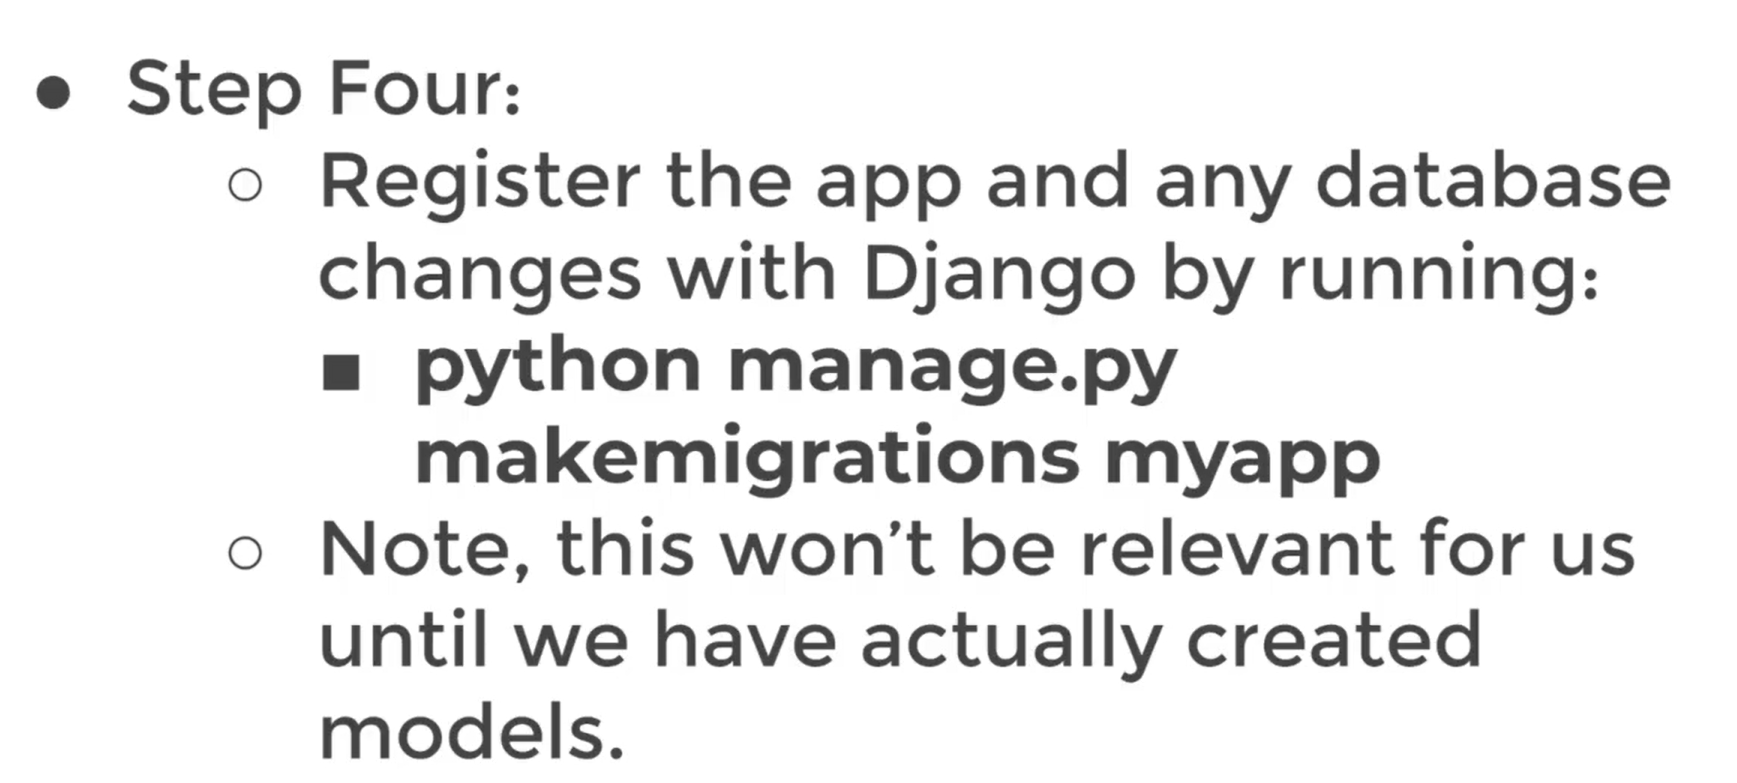 ● Step Four:
○ Register the app and any database
changes with Django by running:
■ python manage.py
makemigrations myapp
○ Note, this won’t be relevant for us
until we have actually created
models.